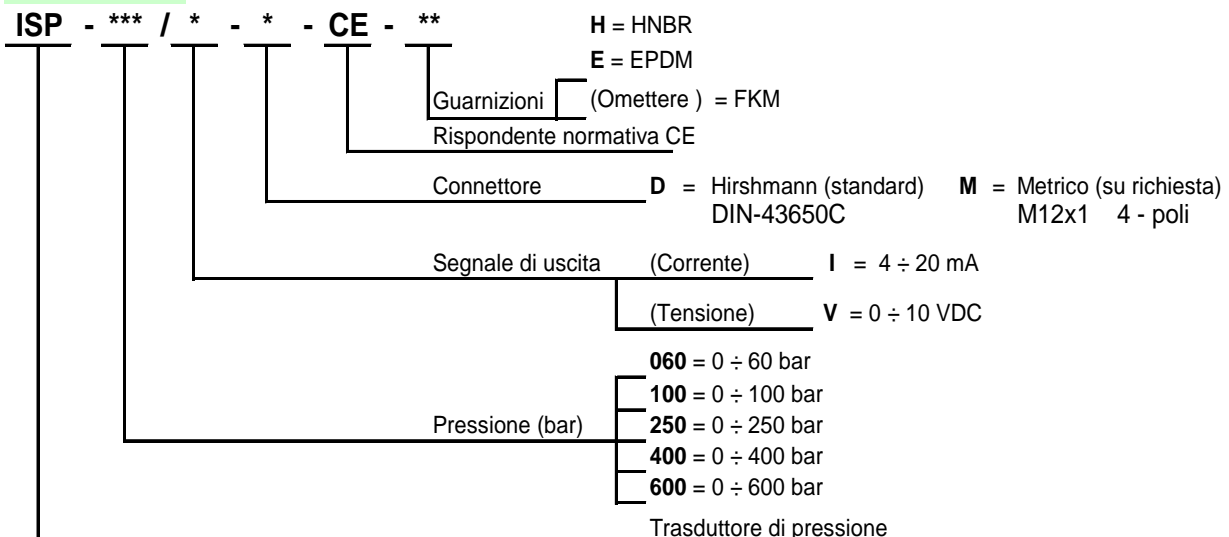 ISP - *** / * - * - CE - **
H = HNBR
E = EPDM
Guarnizioni (Omettere ) = FKM
Rispondente normativa CE
Connettore D = Hirshmann (standard) M = Metrico (su richiesta)
DIN-43650C M12x1 4 - poli
Segnale di uscita (Corrente) I = 4 ÷ 20 mA
(Tensione) V = 0 ÷ 10 VDC
060 = 0 ÷ 60 bar
100 = 0 ÷ 100 bar
Pressione (bar) 250 = 0 ÷ 250 bar
400 = 0 ÷ 400 bar
600 = 0 ÷ 600 bar
Trasduttore di pressione